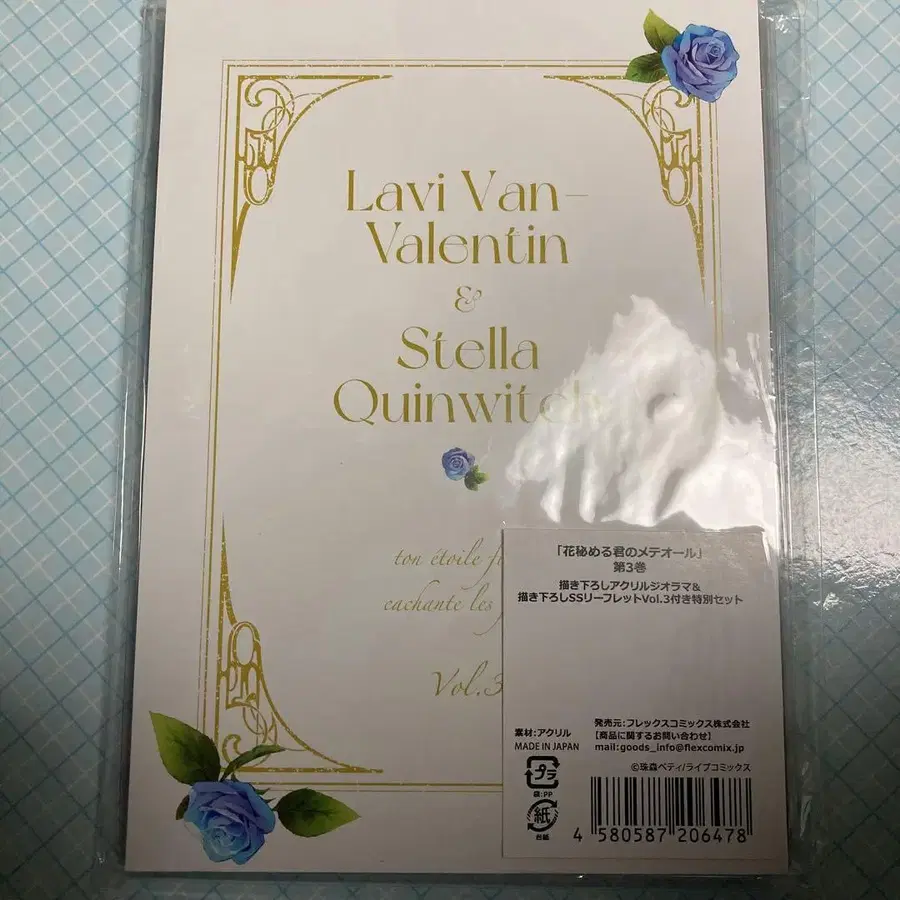 Lavi Van-
Valentin
&
Stella
Quinwitch
ton étoile
cachante les
Vol.3
「花秘める君のメテオール」
第3巻
描き下ろしアクリルジオラマ&
描き下ろしSSリーフレットVol.3付き特別セット
素材:アクリル
MADE IN JAPAN
発売元:フレックスコミックス株式会社
【商品に関するお問い合わせ】
mail:goods_info@flexcomix.jp
©珠森ベティ/ライブコミックス
プラ
袋:PP
紙
台紙
4 580587 206478